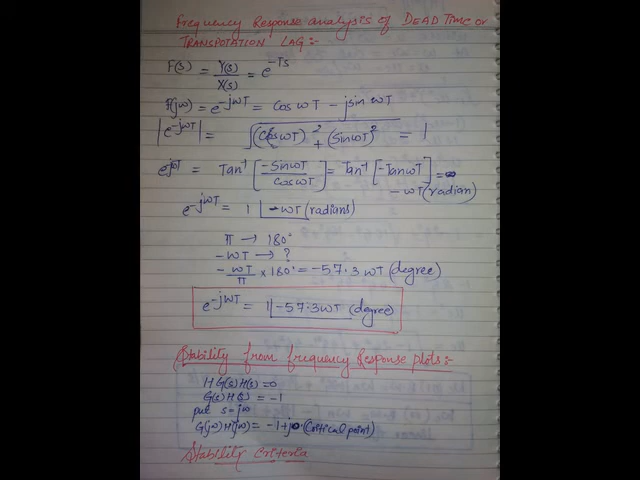 Frequency Response analysis of DEAD TIME or
TRANSPOTATION LAG:-
F(s) = Y(s)/X(s) = e^-Ts
F(jω) = e^-jωT = Cos ωT - jsin ωT
|e^-jωT| = √(CosωT)² + (SinωT)² = 1
= Tan⁻¹[-SinωT/CosωT] = Tan⁻¹[-TanωT] =
- ωT (radian)
e^-jωT = 1 ∠-ωT (radians)
π → 180°
- ωT → ?
-ωT/π × 180° = -57.3 ωT (degree)
e^-jωT = 1∠-57.3ωT (degree)
Stability from frequency Response plots:-
G(s) H(s) = 0
G(s) H(s) = -1
put s = jω
G(jω) H(jω) = -1 + j0 (Critical point)
Stability Criteria